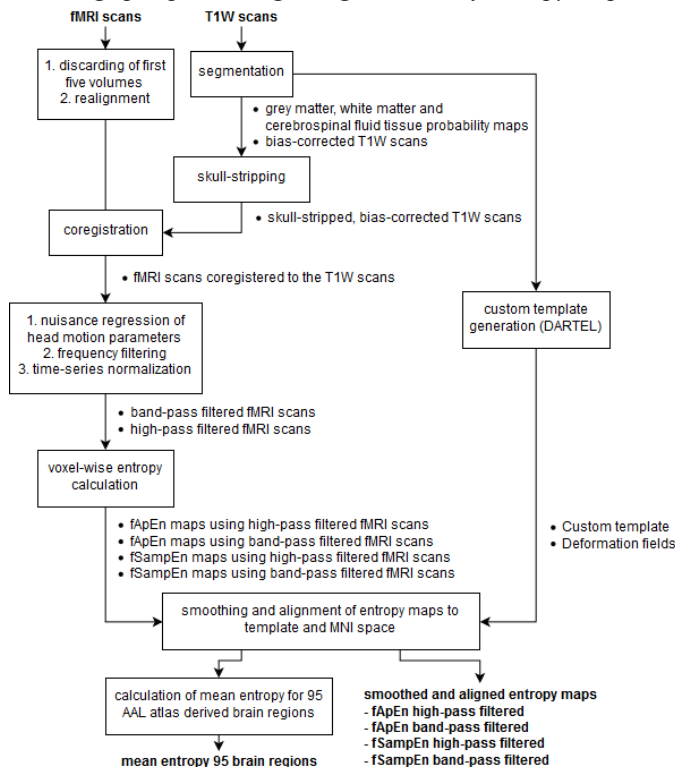 fMRI scans
T1W scans
1. discarding of first
five volumes
2. realignment
segmentation
• grey matter, white matter and
cerebrospinal fluid tissue probability maps
• bias-corrected T1W scans
skull-stripping
• skull-stripped, bias-corrected T1W scans
coregistration
• fMRI scans coregistered to the T1W scans
1. nuisance regression of
head motion parameters
2. frequency filtering
3. time-series normalization
custom template
generation (DARTEL)
• band-pass filtered fMRI scans
• high-pass filtered fMRI scans
voxel-wise entropy
calculation
• fApEn maps using high-pass filtered fMRI scans
• fApEn maps using band-pass filtered fMRI scans
• fSampEn maps using high-pass filtered fMRI scans
• fSampEn maps using band-pass filtered fMRI scans
• Custom template
• Deformation fields
smoothing and alignment of entropy maps to
template and MNI space
calculation of mean entropy for 95
AAL atlas derived brain regions
mean entropy 95 brain regions
smoothed and aligned entropy maps
- fApEn high-pass filtered
- fApEn band-pass filtered
- fSampEn high-pass filtered
- fSampEn band-pass filtered